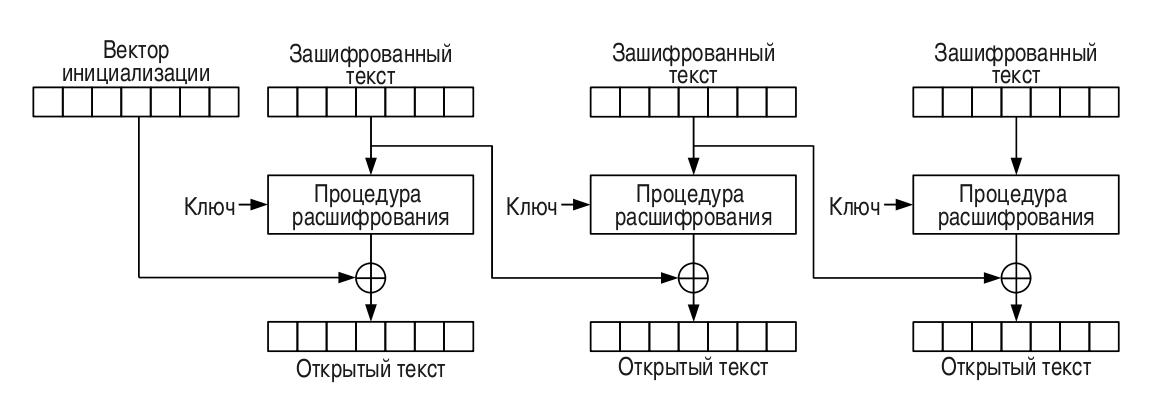 Вектор
инициализации
Зашифрованный
текст
Зашифрованный
текст
Зашифрованный
текст
Ключ
Процедура
расшифрования
Ключ
Процедура
расшифрования
Ключ
Процедура
расшифрования
Открытый текст
Открытый текст
Открытый текст